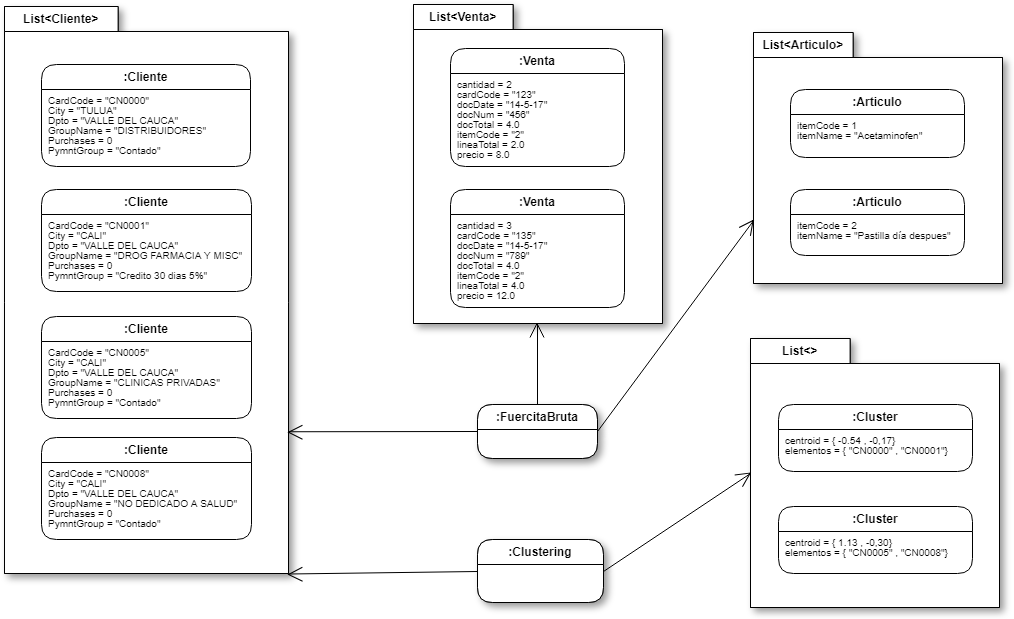 List<Cliente>
:Cliente
CardCode = "CN0000"
City = "TULUA"
Dpto = "VALLE DEL CAUCA"
GroupName = "DISTRIBUIDORES"
Purchases = 0
PymntGroup = "Contado"
:Cliente
CardCode = "CN0001"
City = "CALI"
Dpto = "VALLE DEL CAUCA"
GroupName = "DROG FARMACIA Y MISC"
Purchases = 0
PymntGroup = "Credito 30 dias 5%"
:Cliente
CardCode = "CN0005"
City = "CALI"
Dpto = "VALLE DEL CAUCA"
GroupName = "CLINICAS PRIVADAS"
Purchases = 0
PymntGroup = "Contado"
:Cliente
CardCode = "CN0008"
City = "CALI"
Dpto = "VALLE DEL CAUCA"
GroupName = "NO DEDICADO A SALUD"
Purchases = 0
PymntGroup = "Contado"
List<Venta>
:Venta
cantidad = 2
cardCode = "123"
docDate = "14-5-17"
docNum = "456"
docTotal = 4.0
itemCode = "2"
lineaTotal = 2.0
precio = 8.0
:Venta
cantidad = 3
cardCode = "135"
docDate = "14-5-17"
docNum = "789"
docTotal = 4.0
itemCode = "2"
lineaTotal = 4.0
precio = 12.0
:FuercitaBruta
:Clustering
List<Articulo>
:Articulo
itemCode = 1
itemName = "Acetaminofen"
:Articulo
itemCode = 2
itemName = "Pastilla día despues"
List<>
:Cluster
centroid = { -0.54 , -0,17}
elementos = { "CN0000" , "CN0001"}
:Cluster
centroid = { 1.13 , -0,30}
elementos = { "CN0005" , "CN0008"}